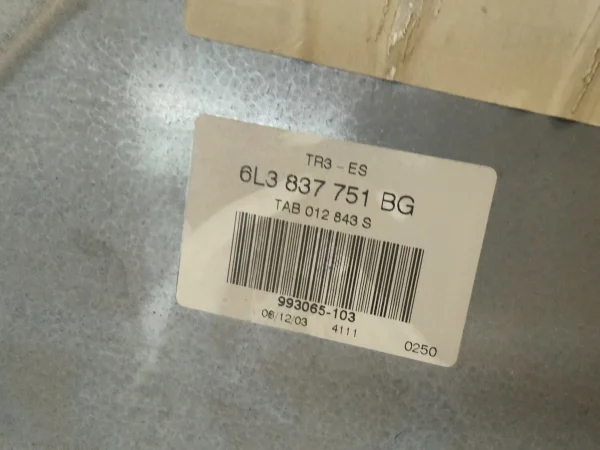 TR3-ES
6L3 837 751 BG
TAB 012 843 S
993065-103
06/12/03 4111
0250